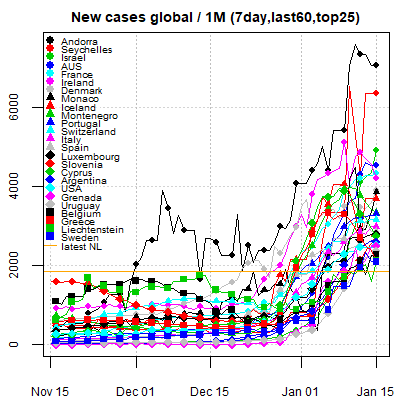 New cases global / 1M (7day,last60,top25)
Andorra
Seychelles
Israel
AUS
France
Ireland
Denmark
Monaco
Iceland
Montenegro
Portugal
Switzerland
Italy
Spain
Luxembourg
Slovenia
Cyprus
Argentina
USA
Grenada
Uruguay
Belgium
Greece
Liechtenstein
Sweden
latest NL
6000
4000
2000
0
Nov 15
Dec 01
Dec 15
Jan 01
Jan 15